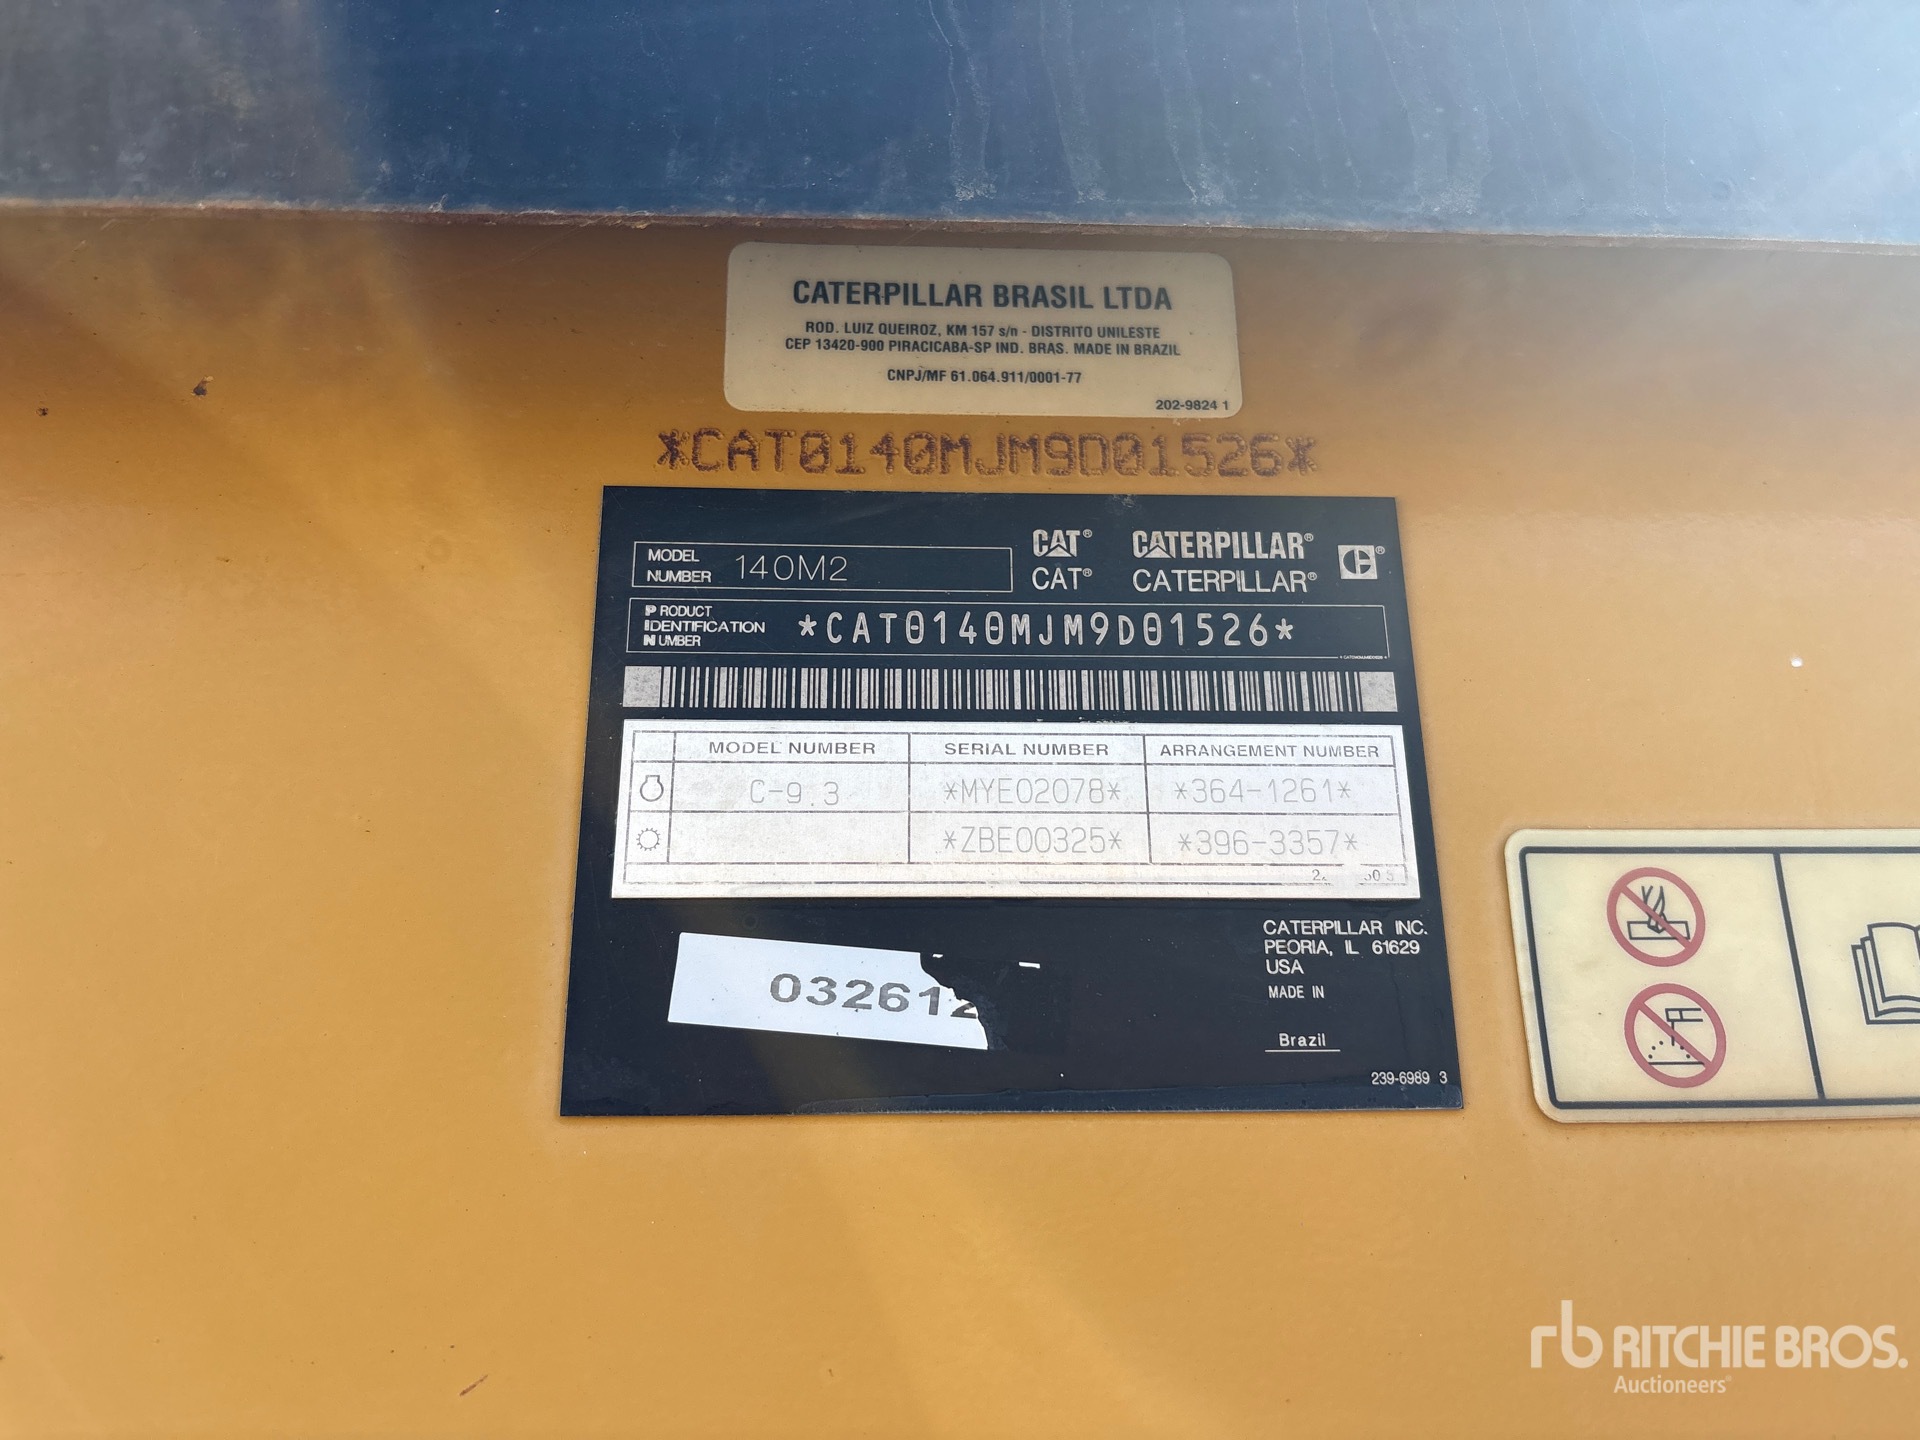 CATERPILLAR BRASIL LTDA
ROD. LUIZ QUEIROZ, KM 157 s/n - DISTRITO UNILESTE
CEP 13420-900 PIRACICABA-SP IND. BRAS. MADE IN BRAZIL
CNPJ/MF 61.064.911/0001-77
202-9824 1
*CAT0140MJM9D01526*
MODEL NUMBER 140M2
CAT® CATERPILLAR®
CAT® CATERPILLAR®
PRODUCT IDENTIFICATION NUMBER *CAT0140MJM9D01526*
MODEL NUMBER SERIAL NUMBER ARRANGEMENT NUMBER
C-9.3 *MYE02078* *364-1261*
*ZBE00325* *396-3357*
032612
CATERPILLAR INC.
PEORIA, IL 61629
USA
MADE IN
Brazil
239-6989 3
rb RITCHIE BROS.
Auctioneers